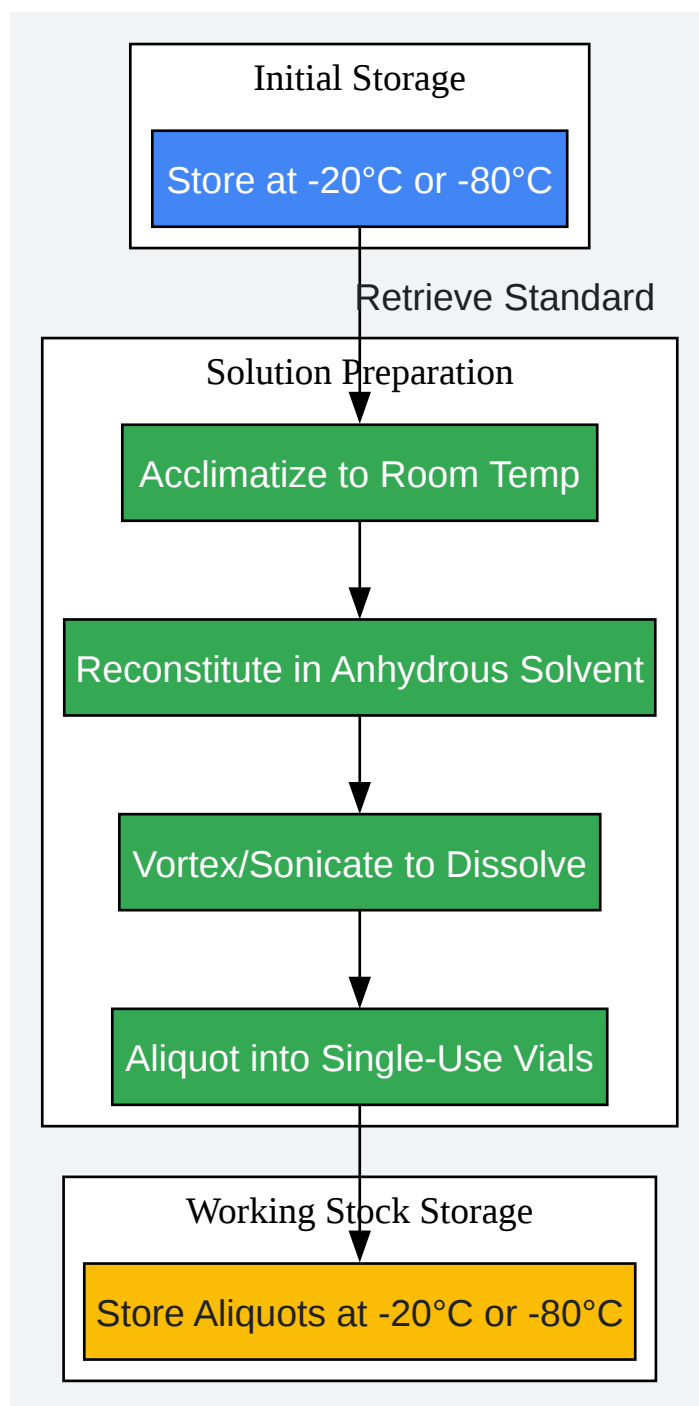 Initial Storage
Store at -20°C or -80°C
Retrieve Standard
Solution Preparation
Acclimatize to Room Temp
Reconstitute in Anhydrous Solvent
Vortex/Sonicate to Dissolve
Aliquot into Single-Use Vials
Working Stock Storage
Store Aliquots at -20°C or -80°C